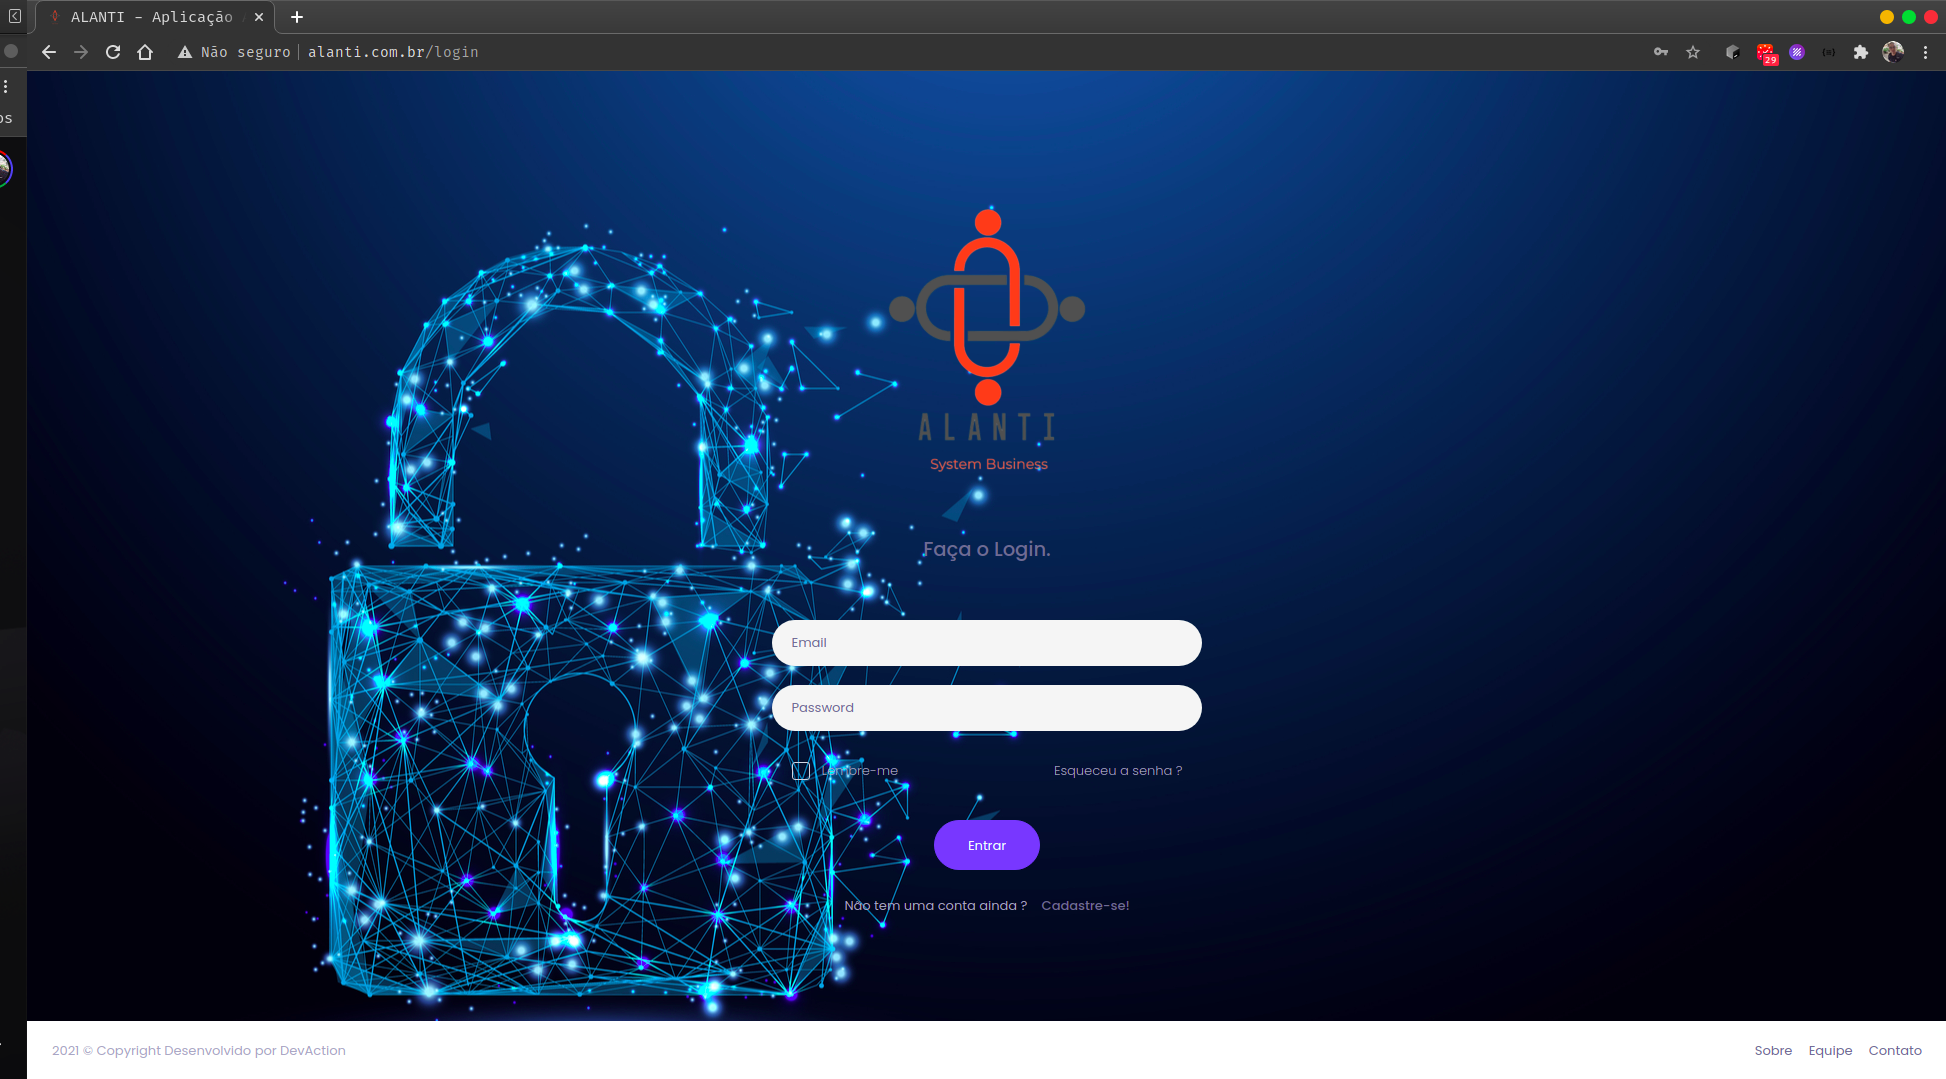 ALANTI - Aplicação
Não seguro
alanti.com.br/login
29
os
ALANTI
System Business
Faça o Login.
Email
Password
Lembre-me
Esqueceu a senha ?
Entrar
Não tem uma conta ainda ? Cadastre-se!
2021 © Copyright Desenvolvido por DevAction
Sobre Equipe Contato